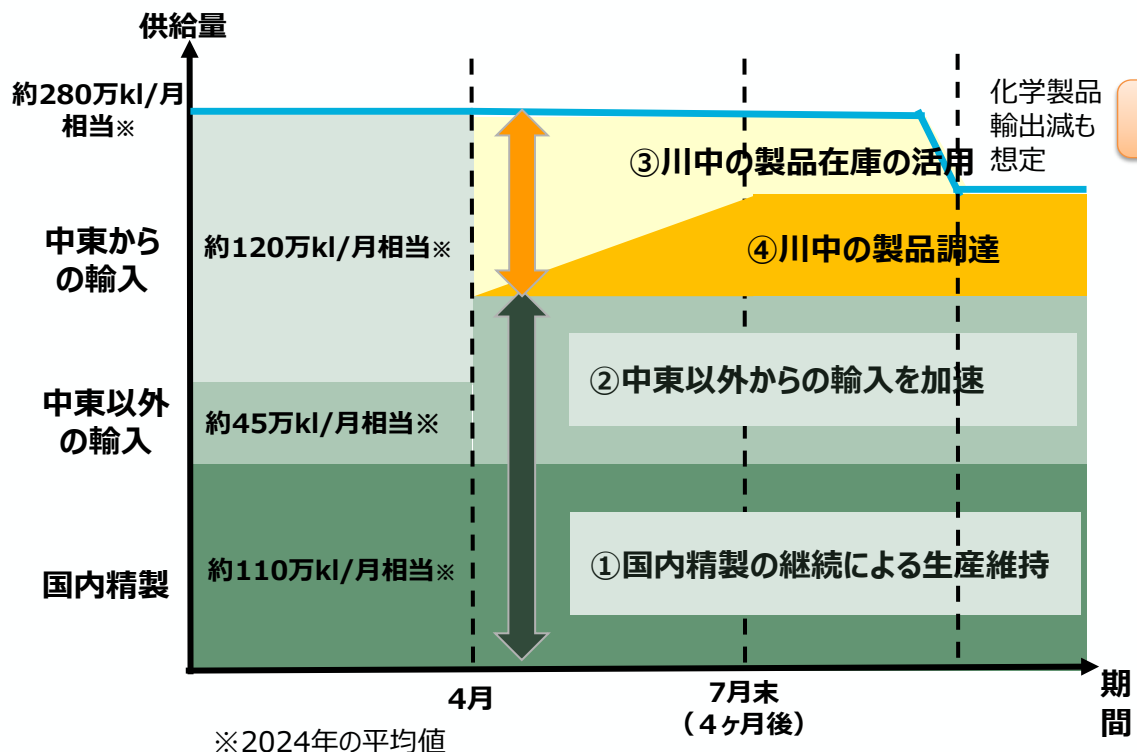 供給量
約280万kl/月
相当※
化学製品
輸出減も
想定
③川中の製品在庫の活用
中東から
の輸入
約120万kl/月相当※
④川中の製品調達
②中東以外からの輸入を加速
中東以外
の輸入
約45万kl/月相当※
国内精製
約110万kl/月相当※
①国内精製の継続による生産維持
4月
7月末
(4ヶ月後)
期
間
※2024年の平均値